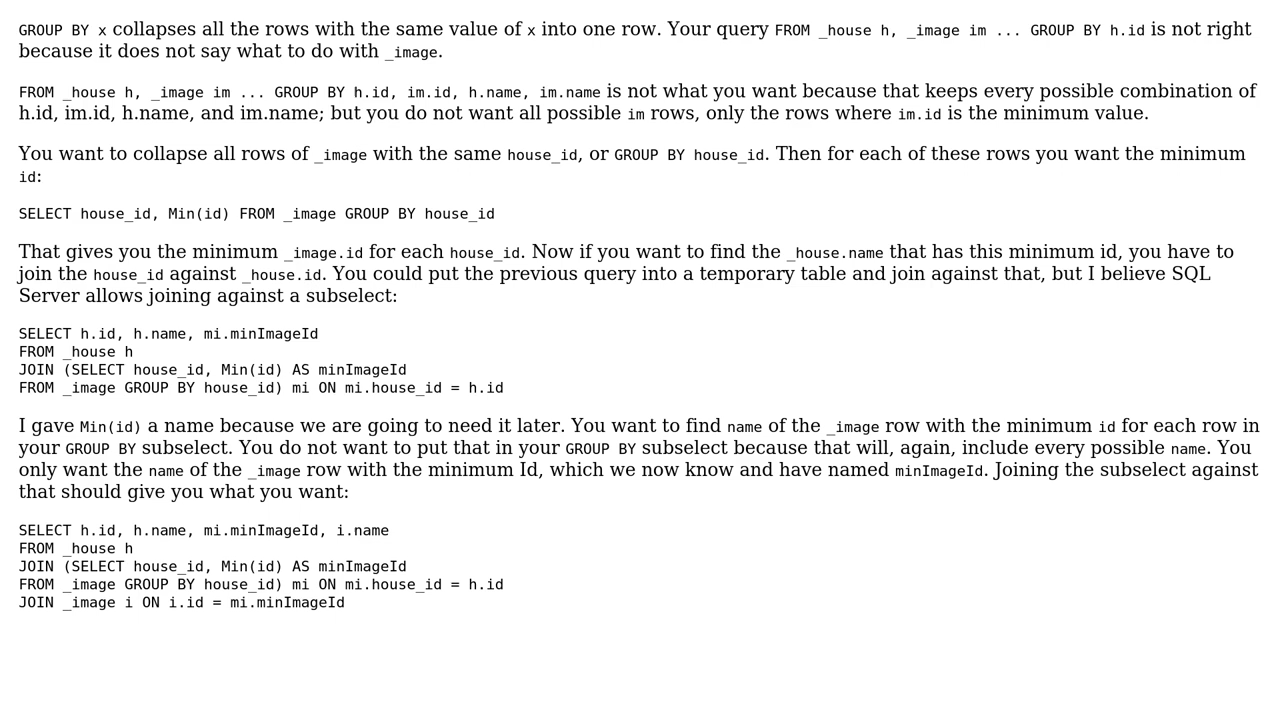 GROUP BY x collapses all the rows with the same value of x into one row. Your query FROM _house h, _image im ... GROUP BY h.id is not right
because it does not say what to do with _image.
FROM _house h, _image im ... GROUP BY h.id, im.id, h.name, im.name is not what you want because that keeps every possible combination of
h.id, im.id, h.name, and im.name; but you do not want all possible im rows, only the rows where im.id is the minimum value.
You want to collapse all rows of _image with the same house_id, or GROUP BY house_id. Then for each of these rows you want the minimum
id:
SELECT house_id, Min(id) FROM _image GROUP BY house_id
That gives you the minimum _image.id for each house_id. Now if you want to find the _house.name that has this minimum id, you have to
join the house_id against _house.id. You could put the previous query into a temporary table and join against that, but I believe SQL
Server allows joining against a subselect:
SELECT h.id, h.name, mi.minImageId
FROM _house h
JOIN (SELECT house_id, Min(id) AS minImageId
FROM _image GROUP BY house_id) mi ON mi.house_id = h.id
I gave Min(id) a name because we are going to need it later. You want to find name of the _image row with the minimum id for each row in
your GROUP BY subselect. You do not want to put that in your GROUP BY subselect because that will, again, include every possible name. You
only want the name of the _image row with the minimum Id, which we now know and have named minImageId. Joining the subselect against
that should give you what you want:
SELECT h.id, h.name, mi.minImageId, i.name
FROM _house h
JOIN (SELECT house_id, Min(id) AS minImageId
FROM _image GROUP BY house_id) mi ON mi.house_id = h.id
JOIN _image i ON i.id = mi.minImageId